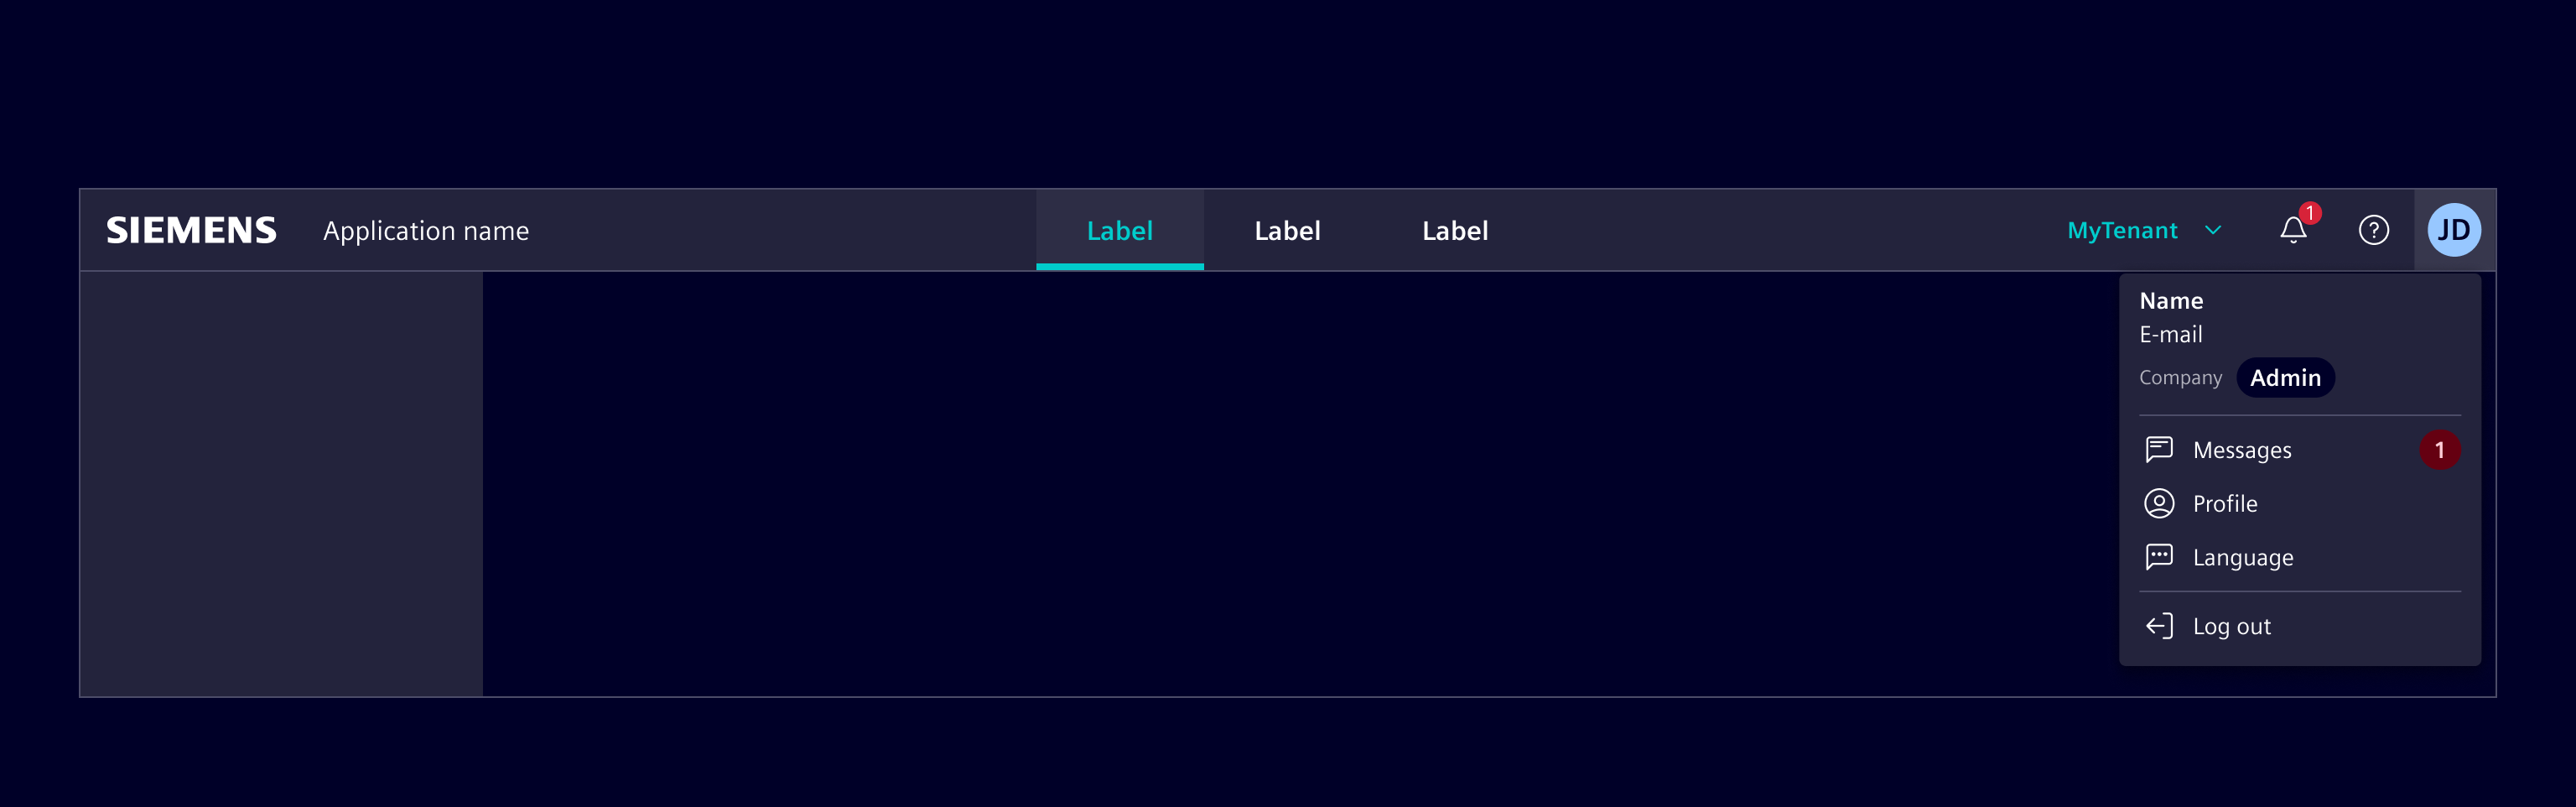 SIEMENS Application name Label Label Label MyTenant 1 ? JD
Name
E-mail
Company Admin
Messages 1
Profile
Language
Log out